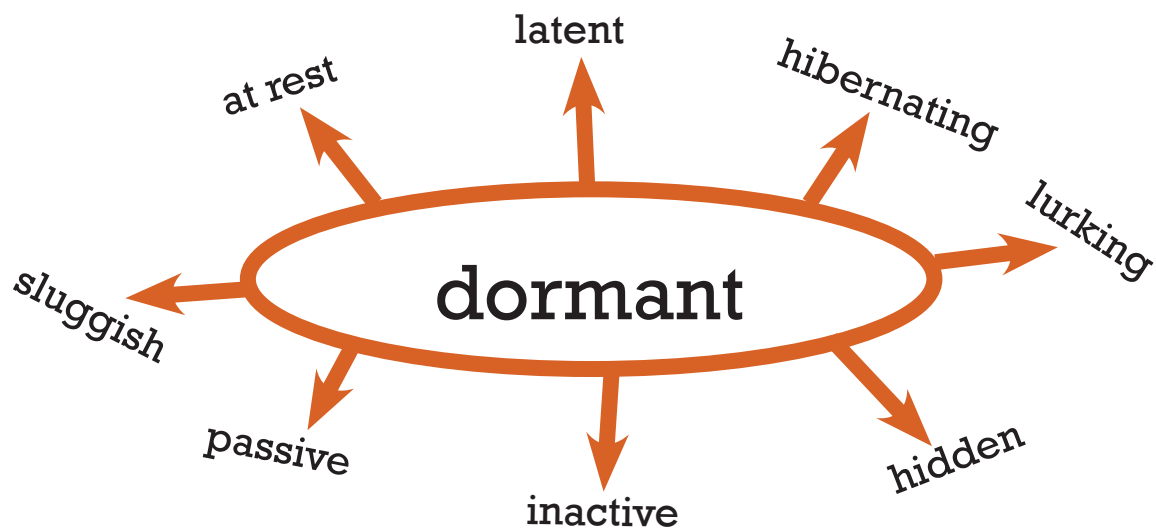 latent
at rest
hibernating
lurking
dormant
sluggish
passive
hidden
inactive